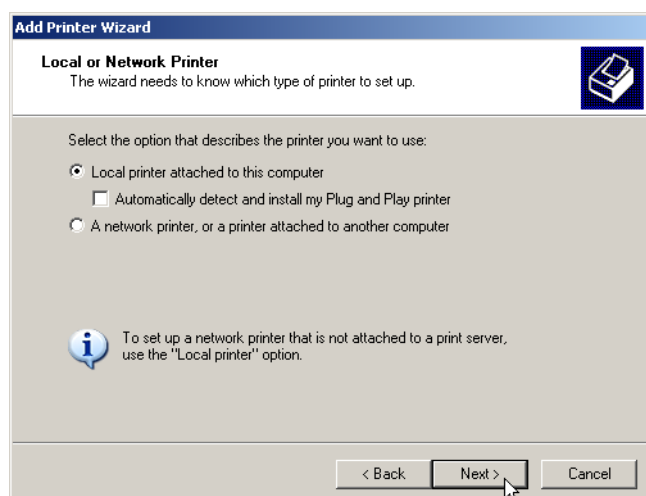 Add Printer Wizard
Local or Network Printer
The wizard needs to know which type of printer to set up.
Select the option that describes the printer you want to use:
Local printer attached to this computer
Automatically detect and install my Plug and Play printer
A network printer, or a printer attached to another computer
To set up a network printer that is not attached to a print server,
use the "Local printer" option.
< Back
Next >
Cancel